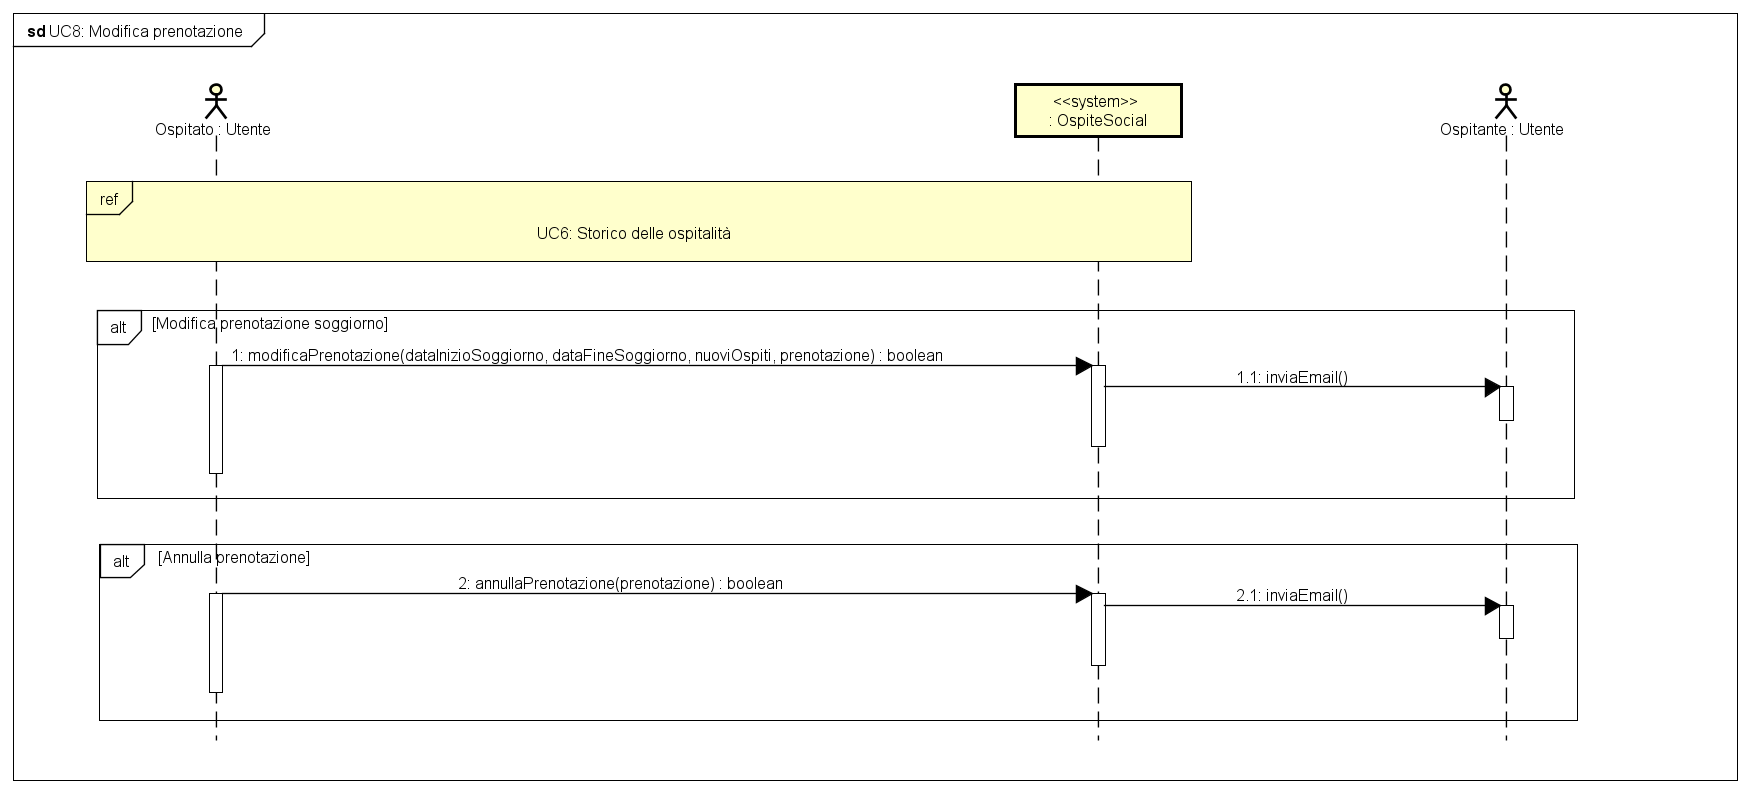 sd UC8: Modifica prenotazione
Ospitato : Utente
<<system>>
: OspiteSocial
Ospitante : Utente
ref
UC6: Storico delle ospitalità
alt
[Modifica prenotazione soggiorno]
1: modificaPrenotazione(dataInizioSoggiorno, dataFineSoggiorno, nuoviOspiti, prenotazione) : boolean
1.1: inviaEmail()
alt
[Annulla prenotazione]
2: annullaPrenotazione(prenotazione) : boolean
2.1: inviaEmail()